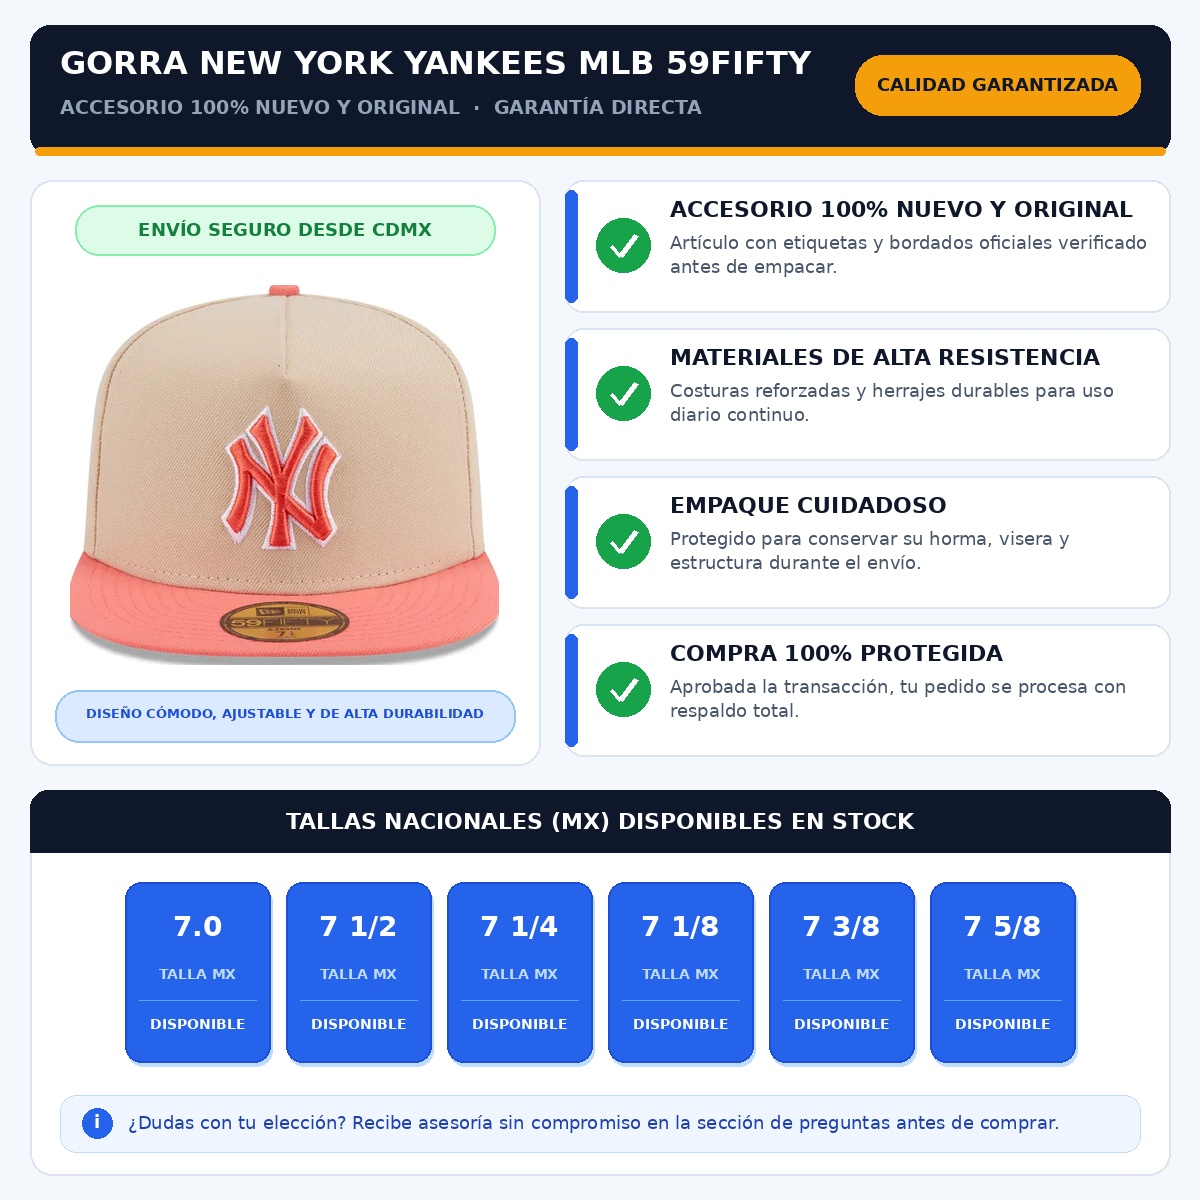 GORRA NEW YORK YANKEES MLB 59FIFTY
ACCESORIO 100% NUEVO Y ORIGINAL · GARANTÍA DIRECTA
CALIDAD GARANTIZADA
ENVÍO SEGURO DESDE CDMX
NY
59FIFTY
DISEÑO CÓMODO, AJUSTABLE Y DE ALTA DURABILIDAD
ACCESORIO 100% NUEVO Y ORIGINAL
Artículo con etiquetas y bordados oficiales verificado
antes de empacar.
MATERIALES DE ALTA RESISTENCIA
Costuras reforzadas y herrajes durables para uso
diario continuo.
EMPAQUE CUIDADOSO
Protegido para conservar su horma, visera y
estructura durante el envío.
COMPRA 100% PROTEGIDA
Aprobada la transacción, tu pedido se procesa con
respaldo total.
TALLAS NACIONALES (MX) DISPONIBLES EN STOCK
7.0
TALLA MX
DISPONIBLE
7 1/2
TALLA MX
DISPONIBLE
7 1/4
TALLA MX
DISPONIBLE
7 1/8
TALLA MX
DISPONIBLE
7 3/8
TALLA MX
DISPONIBLE
7 5/8
TALLA MX
DISPONIBLE
i
¿Dudas con tu elección? Recibe asesoría sin compromiso en la sección de preguntas antes de comprar.